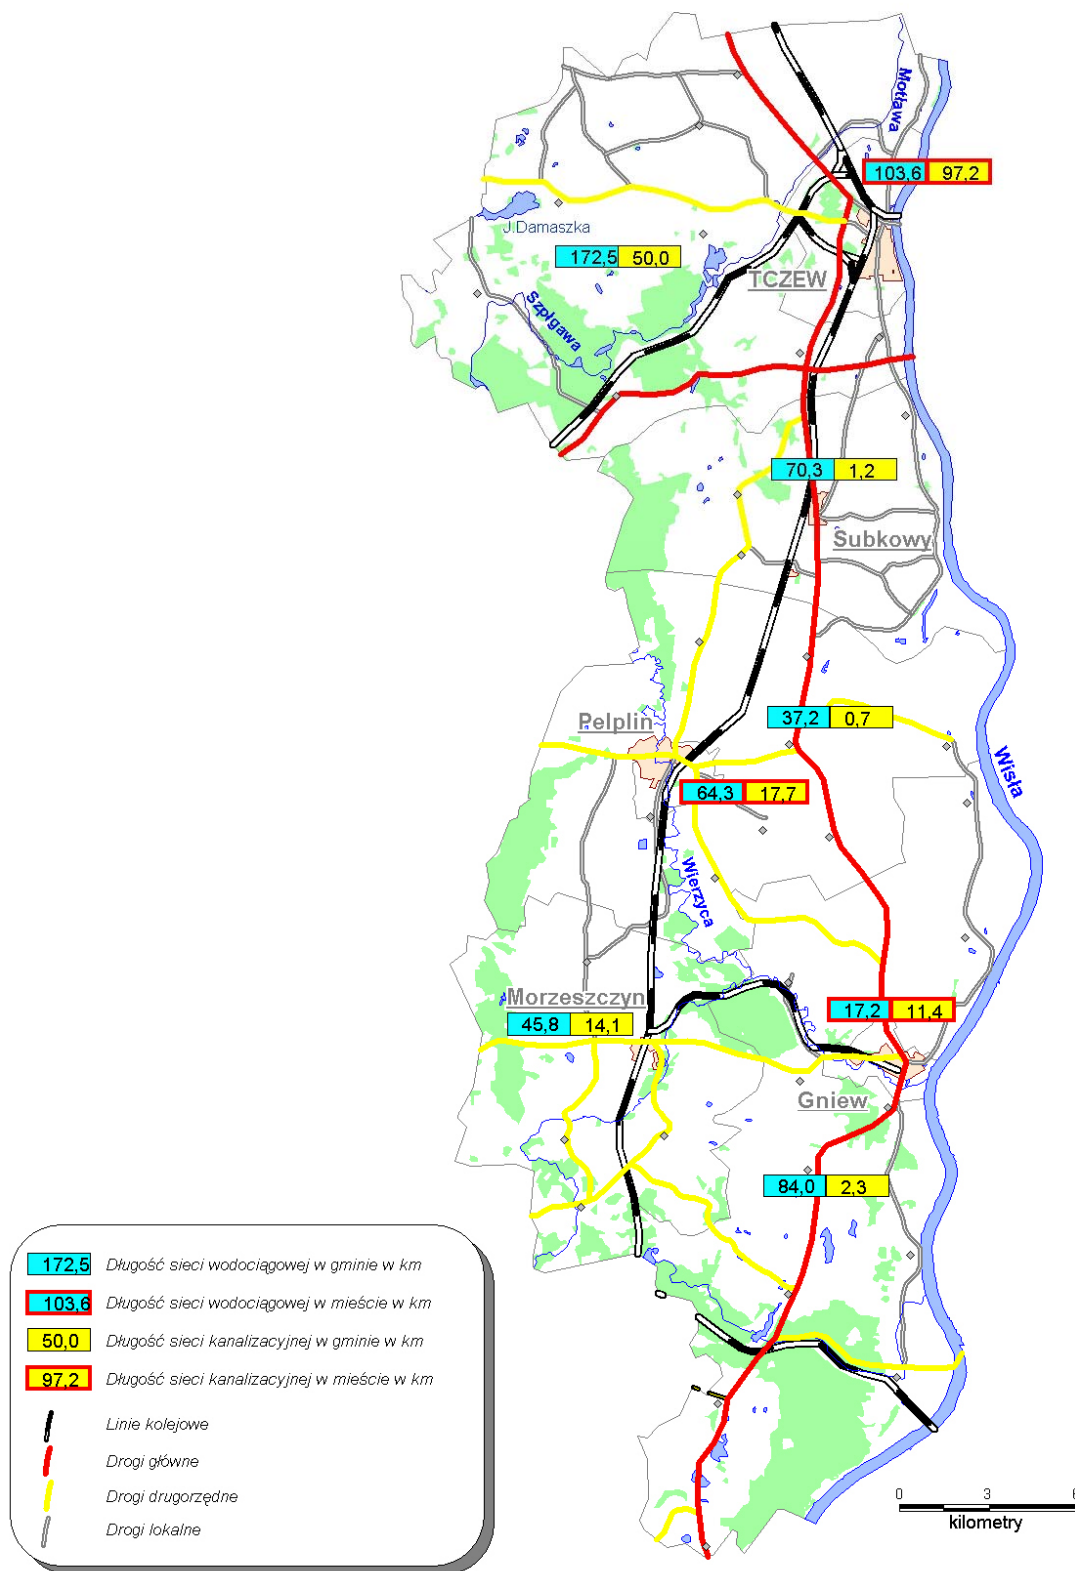 Motława
103,6 97,2
J.Damaszka
172,5 50,0
TCZEW
Szpęgawa
70,3 1,2
Subkowy
Pelplin
37,2 0,7
Wisła
64,3 17,7
Wierzyca
Morzeszczyn
45,8 14,1
17,2 11,4
Gniew
84,0 2,3
172,5 Długość sieci wodociągowej w gminie w km
103,6 Długość sieci wodociągowej w mieście w km
50,0 Długość sieci kanalizacyjnej w gminie w km
97,2 Długość sieci kanalizacyjnej w mieście w km
Linie kolejowe
Drogi główne
Drogi drugorzędne
Drogi lokalne
0 3 6
kilometry